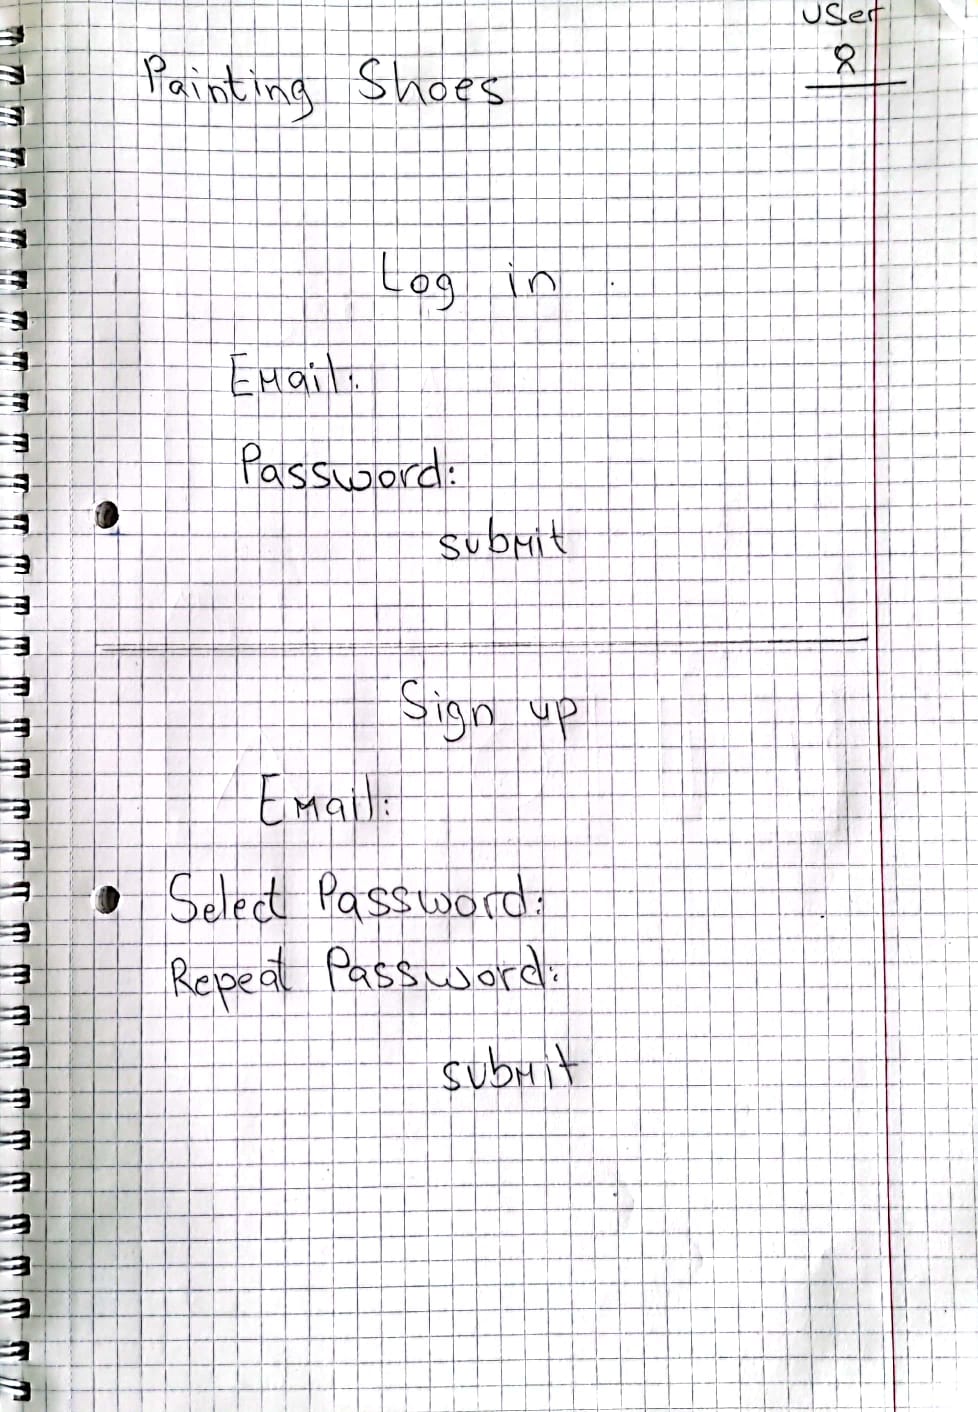 User
Painting Shoes
Log in
Email:
Password:
submit
Sign up
Email:
Select Password:
Repeat Password:
submit